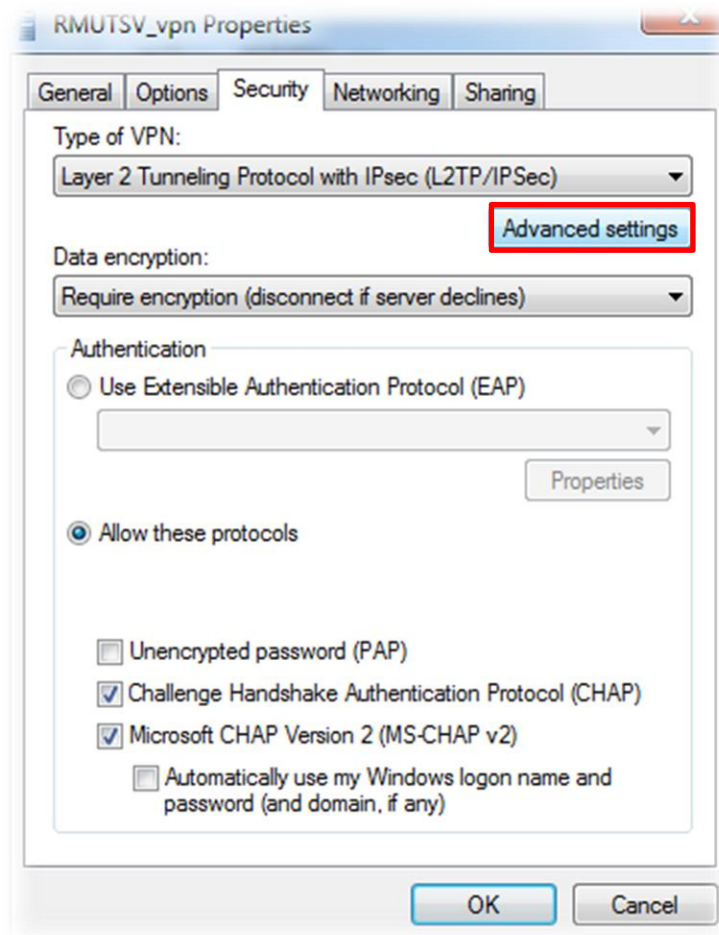 RMUTSV_vpn Properties
General Options Security Networking Sharing
Type of VPN:
Layer 2 Tunneling Protocol with IPsec (L2TP/IPSec)
Advanced settings
Data encryption:
Require encryption (disconnect if server declines)
Authentication
Use Extensible Authentication Protocol (EAP)
Properties
Allow these protocols
Unencrypted password (PAP)
Challenge Handshake Authentication Protocol (CHAP)
Microsoft CHAP Version 2 (MS-CHAP v2)
Automatically use my Windows logon name and
password (and domain, if any)
OK Cancel